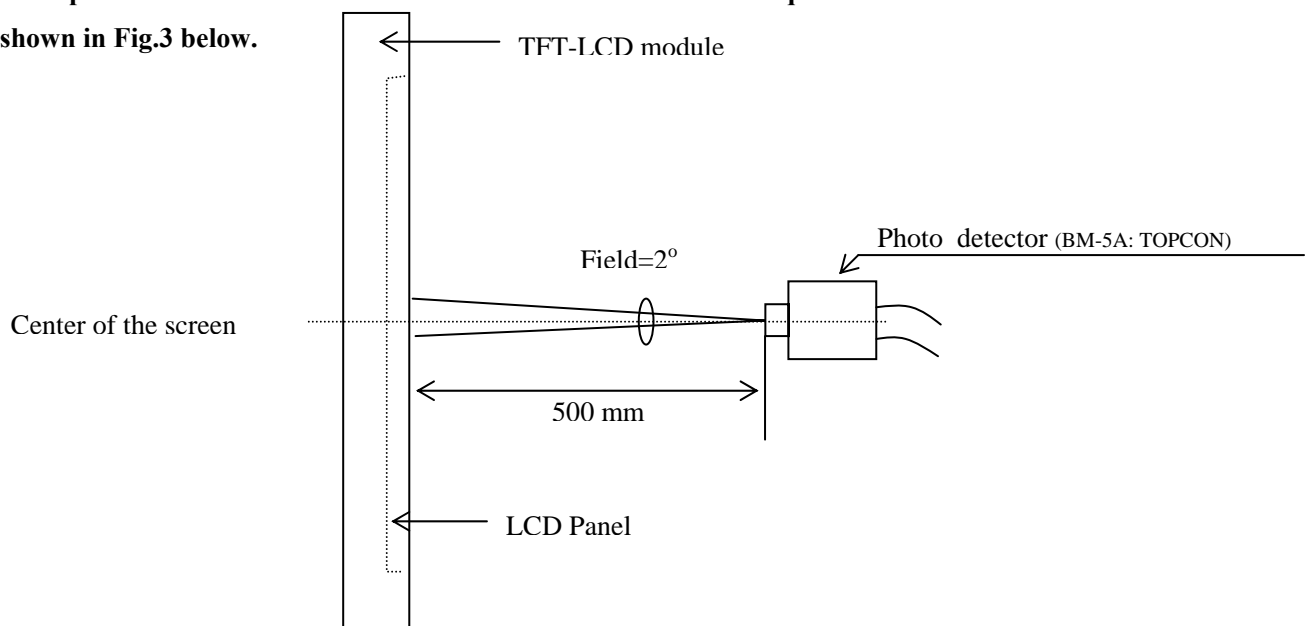 shown in Fig.3 below.
TFT-LCD module
Photo detector (BM-5A: TOPCON)
Field=2°
Center of the screen
500 mm
LCD Panel